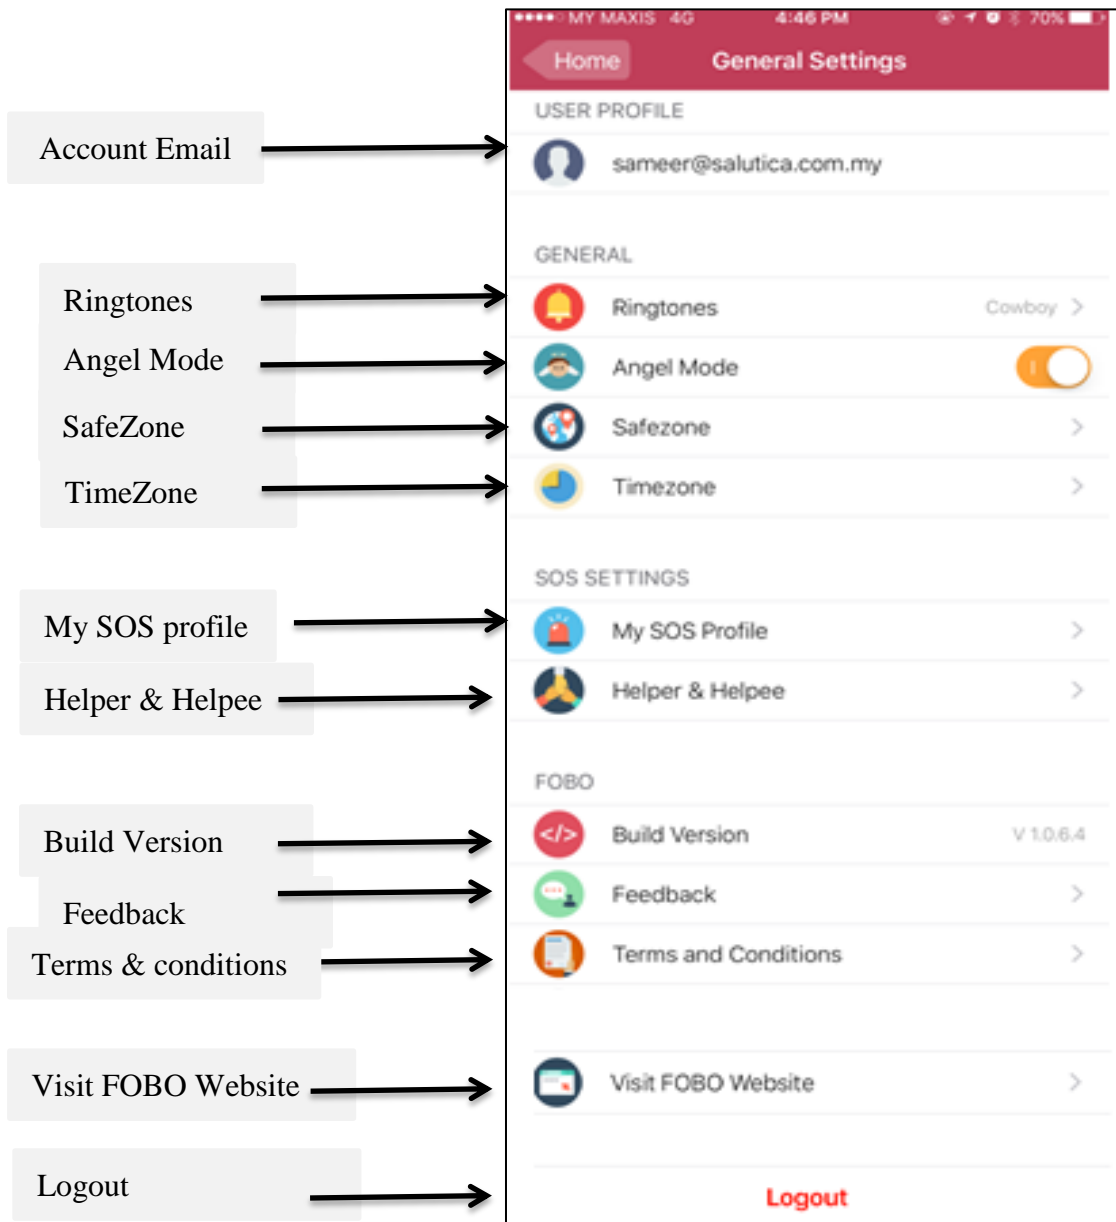 MY MAXIS 4G 4:46 PM 70%
Home General Settings
USER PROFILE
Account Email
sameer@salutica.com.my
GENERAL
Ringtones
Ringtones Cowboy
Angel Mode
Angel Mode
SafeZone
Safezone
TimeZone
Timezone
SOS SETTINGS
My SOS profile
My SOS Profile
Helper & Helpee
Helper & Helpee
FOBO
Build Version
Build Version V 1.0.6.4
Feedback
Feedback
Terms & conditions
Terms and Conditions
Visit FOBO Website
Visit FOBO Website
Logout
Logout